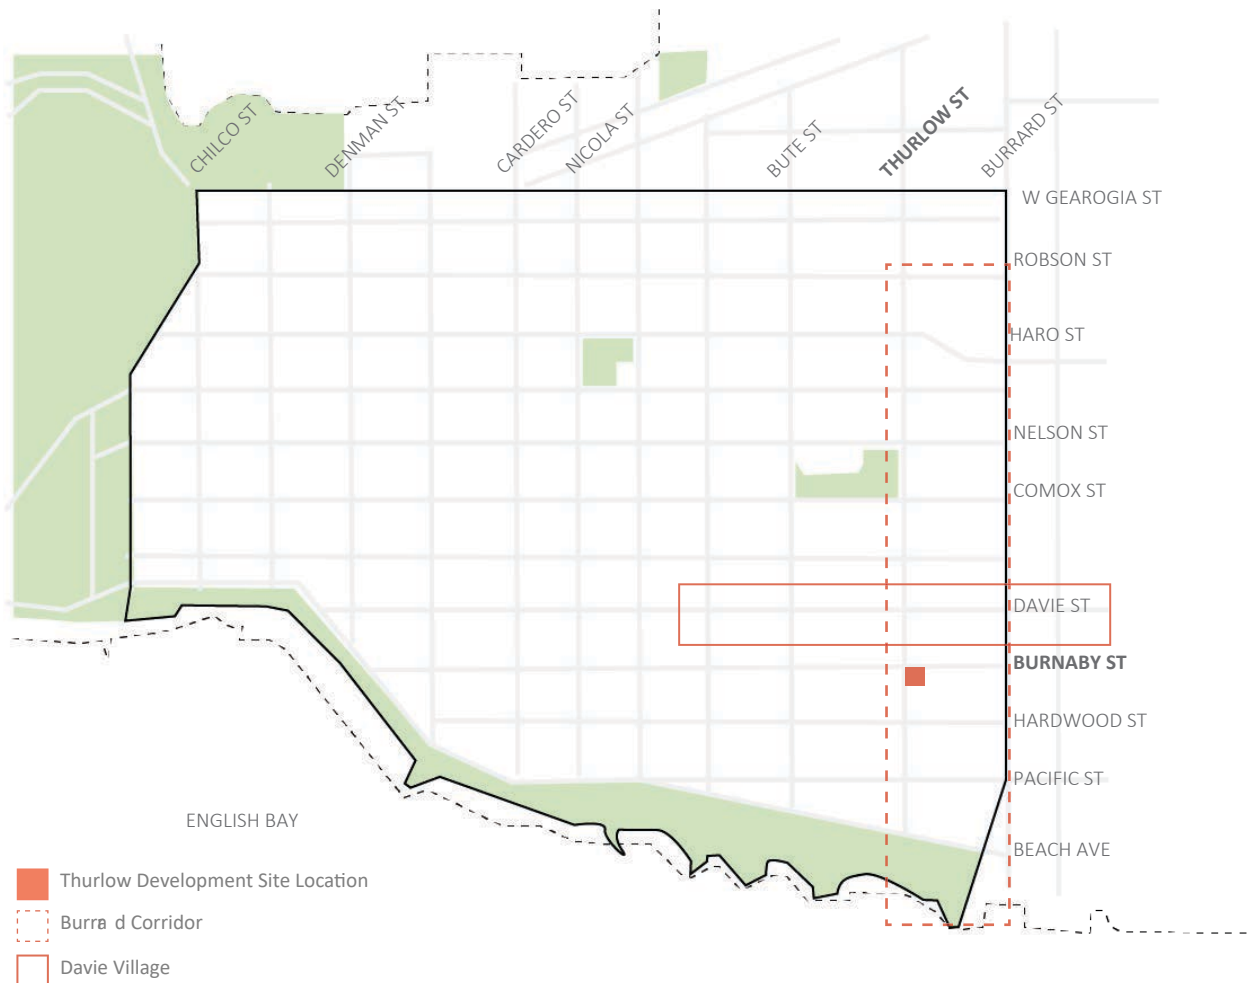 CHILCO ST
DENMAN ST
CARDERO ST
NICOLA ST
BUTE ST
THURLOW ST
BURRARD ST
W GEAROGIA ST
ROBSON ST
HARO ST
NELSON ST
COMOX ST
DAVIE ST
BURNABY ST
HARDWOOD ST
PACIFIC ST
BEACH AVE
ENGLISH BAY
Thurlow Development Site Location
Burra d Corridor
Davie Village